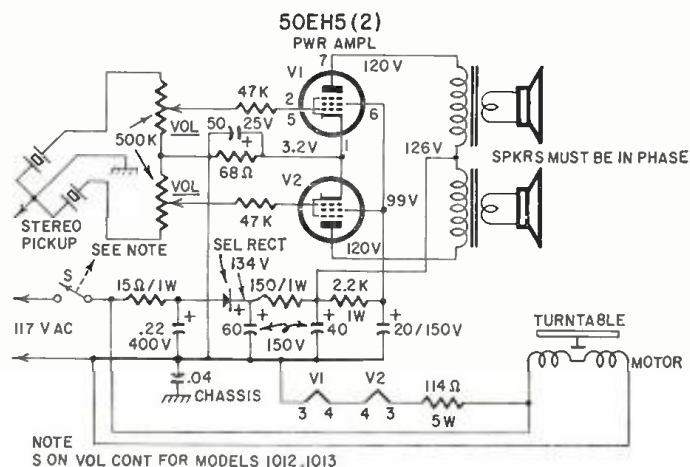 50EH5 (2)
PWR AMPL
7
120V
V1
47K
2
5
6
50
25V
+
VOL
500K
3.2V
1
68Ω
126V
SPKRS MUST BE IN PHASE
VOL
V2
99V
47K
120V
STEREO
PICKUP
SEE NOTE
SEL RECT
134V
S
15Ω/1W
150/1W
2.2K
1W
+
+
+
+
117 V AC
.22
400V
60
150V
40
20/150V
TURNTABLE
MOTOR
.04
CHASSIS
V1
V2
114Ω
3 4
4 3
5W
NOTE
S ON VOL CONT FOR MODELS 1012, 1013